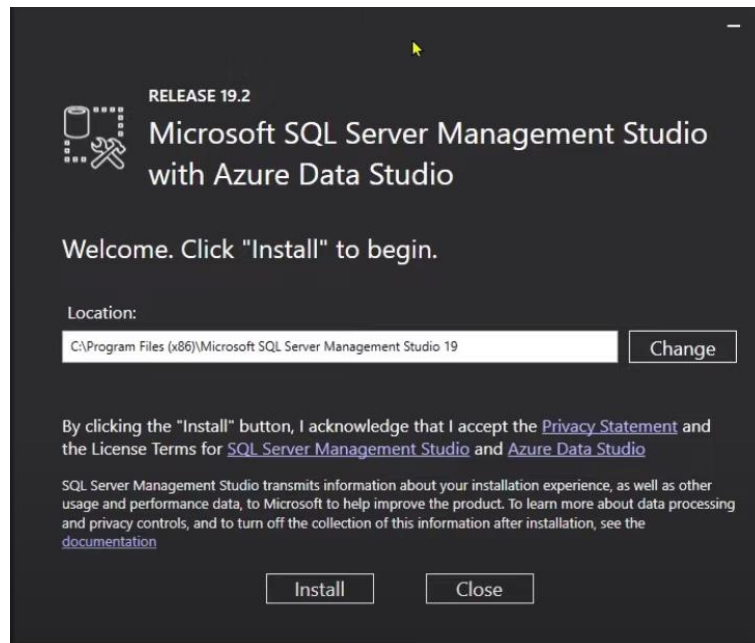 RELEASE 19.2
Microsoft SQL Server Management Studio
with Azure Data Studio
Welcome. Click "Install" to begin.
Location:
C:\Program Files (x86)\Microsoft SQL Server Management Studio 19
Change
By clicking the "Install" button, I acknowledge that I accept the Privacy Statement and
the License Terms for SQL Server Management Studio and Azure Data Studio
SQL Server Management Studio transmits information about your installation experience, as well as other
usage and performance data, to Microsoft to help improve the product. To learn more about data processing
and privacy controls, and to turn off the collection of this information after installation, see the
documentation
Install
Close